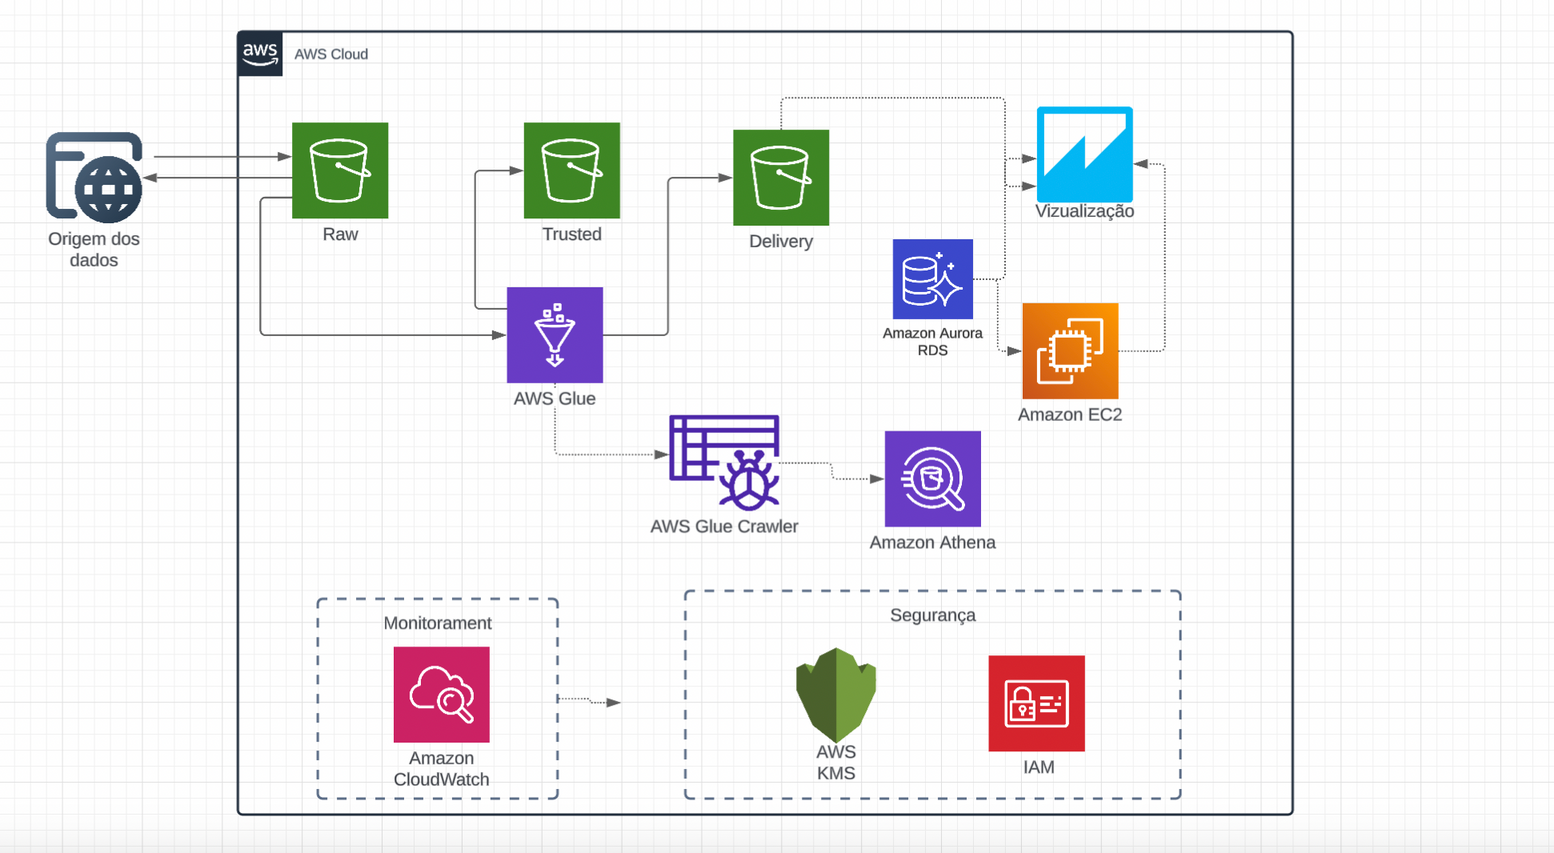 aws
AWS Cloud
Origem dos
dados
Raw
Trusted
Delivery
Vizualização
Amazon Aurora
RDS
AWS Glue
Amazon EC2
AWS Glue Crawler
Amazon Athena
Monitorament
Amazon
CloudWatch
Segurança
AWS
KMS
IAM